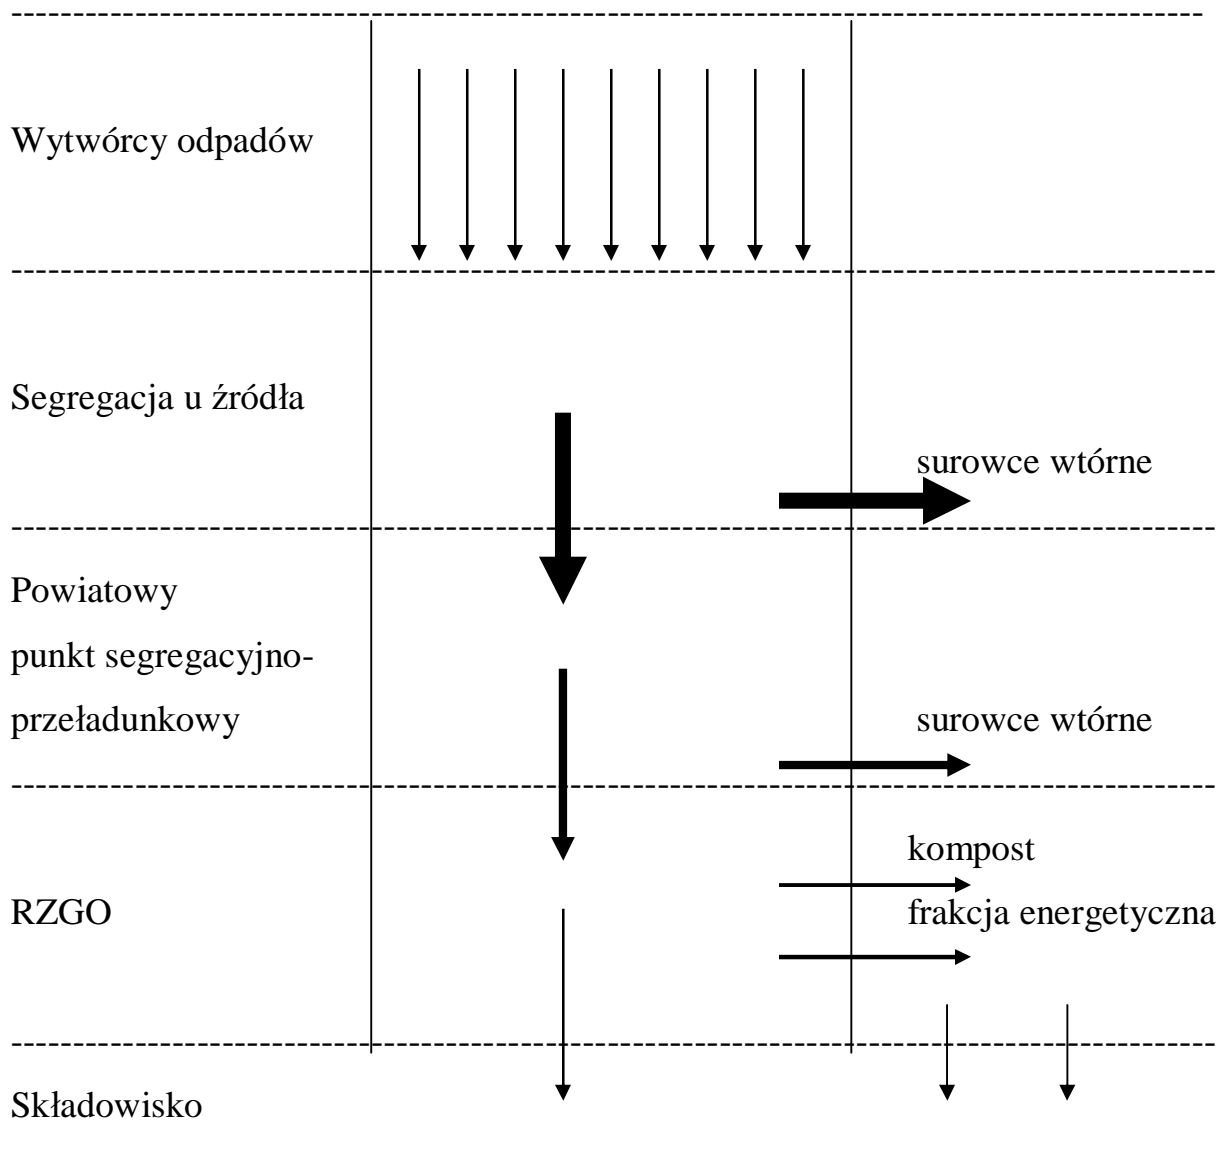 Wytwórcy odpadów
Segregacja u źródła
surowce wtórne
Powiatowy
punkt segregacyjno-
przeładunkowy
surowce wtórne
kompost
RZGO
frakcja energetyczna
Składowisko